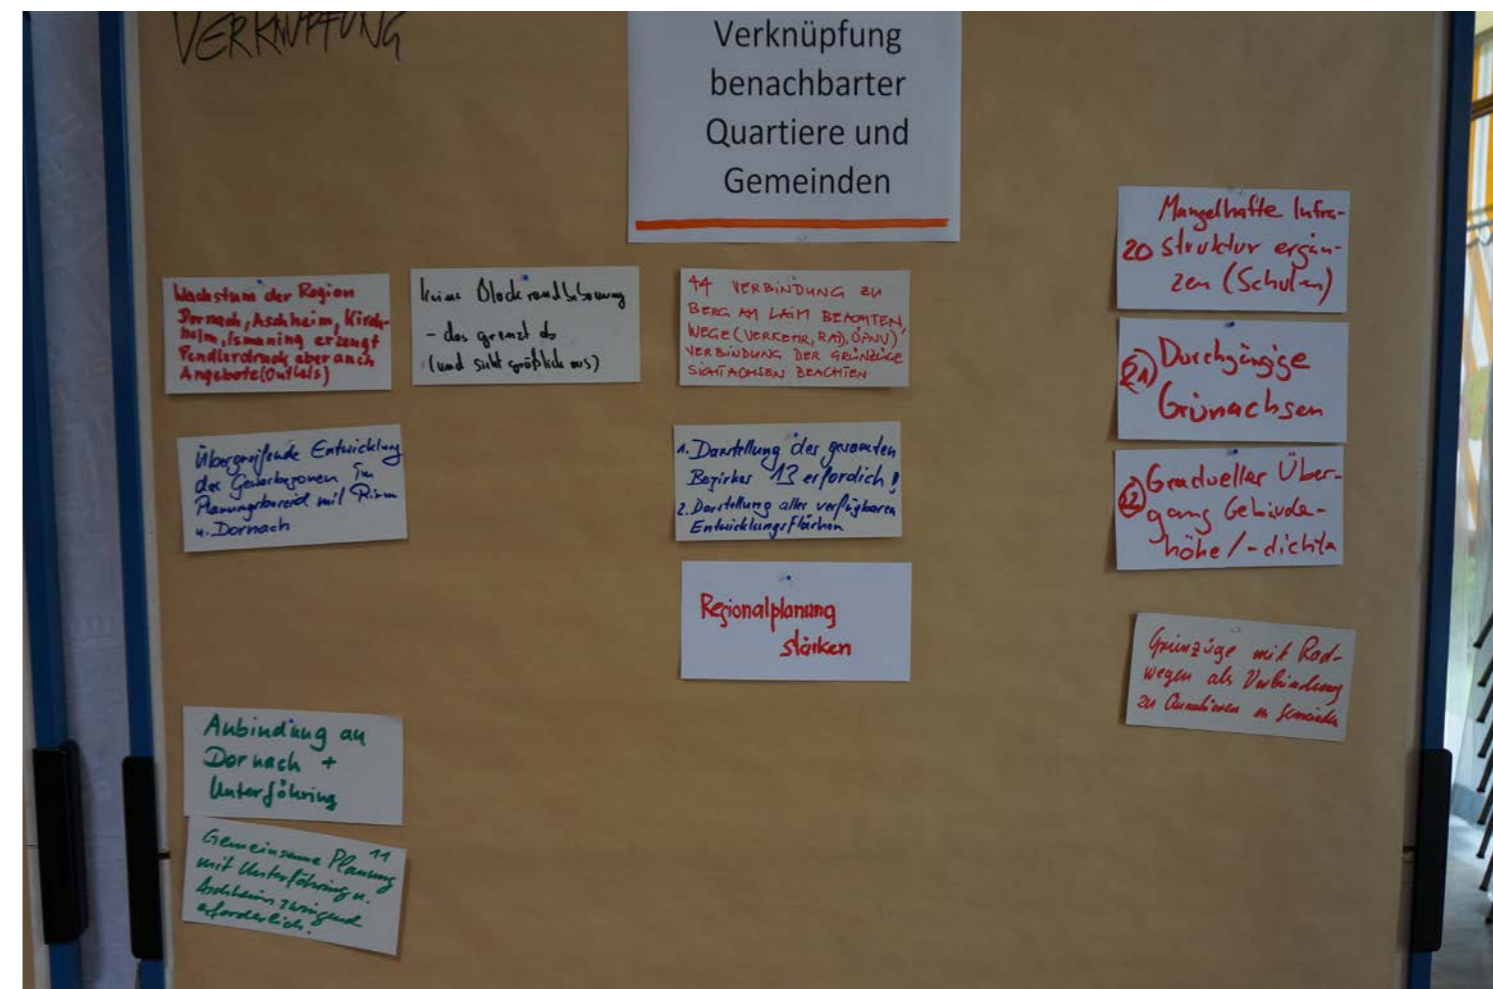 VERKNÜPFUNG
Verknüpfung
benachbarter
Quartiere und
Gemeinden
Wachstum der Region
Dornach, Aschheim, Kirch-
heim, Ismaning erzeugt
Pendlerdruck aber auch
Angebote (Outlets)
keine Blockrandbebauung
- das grenzt ab
(und sieht gräßlich aus)
44 VERBINDUNG ZU
BERG AM LAIM BEACHTEN,
WEGE (VERKEHR, RAD, ÖPNV)
VERBINDUNG DER GRÜNZÜGE
SICHTACHSEN BEACHTEN
Übergreifende Entwicklung
der Gewerbezonen im
Planungsbereich mit Riem
u. Dornach
1. Darstellung des gesamten
Bezirkes 13 erfordich!
2. Darstellung aller verfügbaren
Entwicklungsflächen
Regionalplanung
stärken
Anbindung an
Dornach +
Unterföhring
Gemeinsame Planung 11
mit Unterföhring u.
Aschheim zwingend
erforderlich.
Mangelhafte Infra-
20 struktur ergän-
zen (Schulen)
21) Durchgängige
Grünachsen
22) Gradueller Über-
gang Gebäude-
höhe / -dichte
Grünzüge mit Rad-
wegen als Verbindung
zu Quartieren